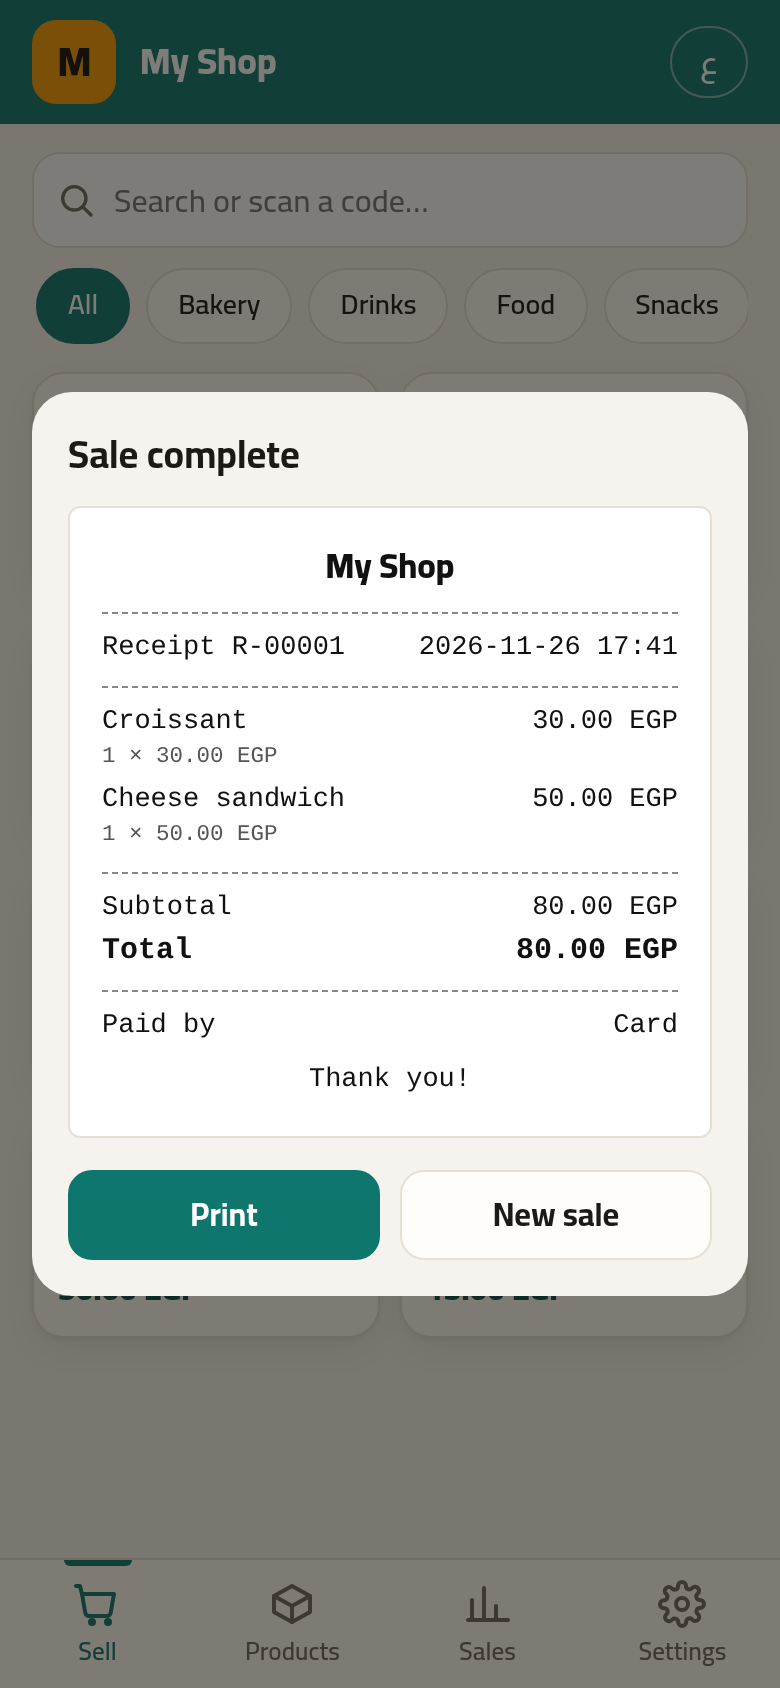 M My Shop ع
Search or scan a code...
All Bakery Drinks Food Snacks
Sale complete
My Shop
Receipt R-00001 2026-11-26 17:41
Croissant 30.00 EGP
1 × 30.00 EGP
Cheese sandwich 50.00 EGP
1 × 50.00 EGP
Subtotal 80.00 EGP
Total 80.00 EGP
Paid by Card
Thank you!
Print New sale
Sell Products Sales Settings